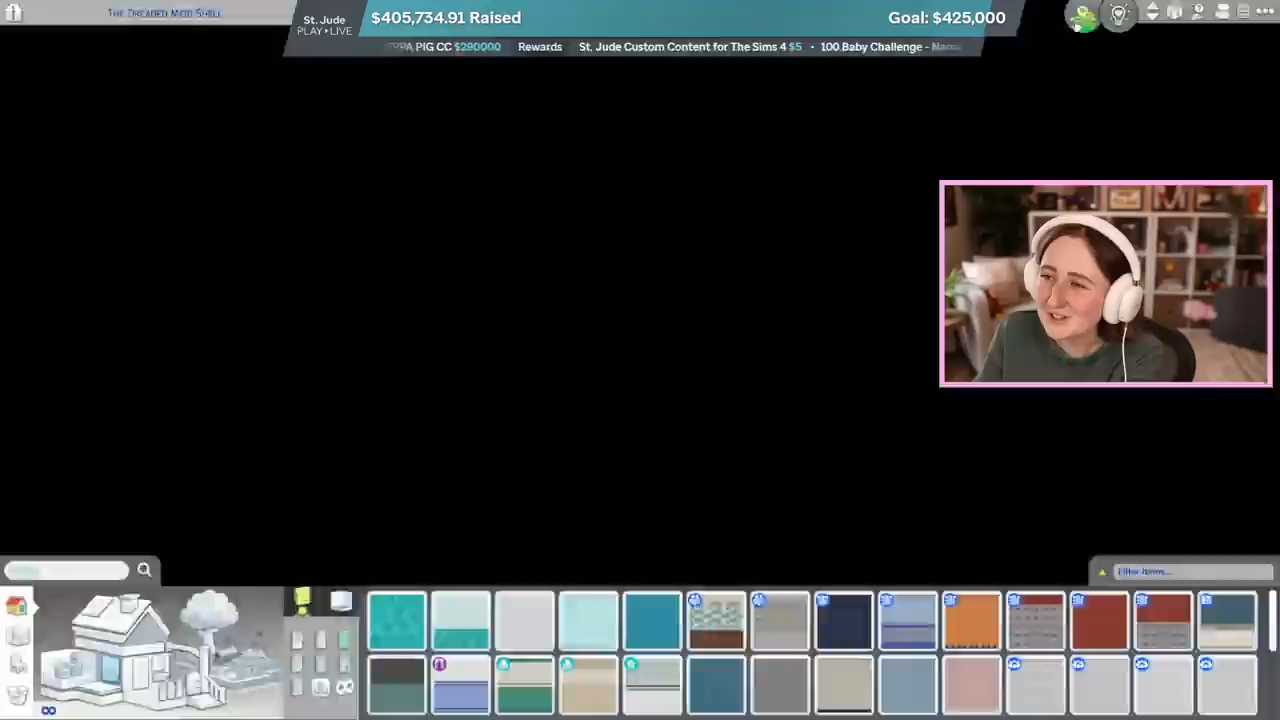 THE DREADED MOD SHELL
St. Jude
PLAY LIVE
$405,734.91 Raised
Goal: $425,000
PIG CC $290000 Rewards St. Jude Custom Content for The Sims 4 $5 • 100 Baby Challenge -
Filter Items...